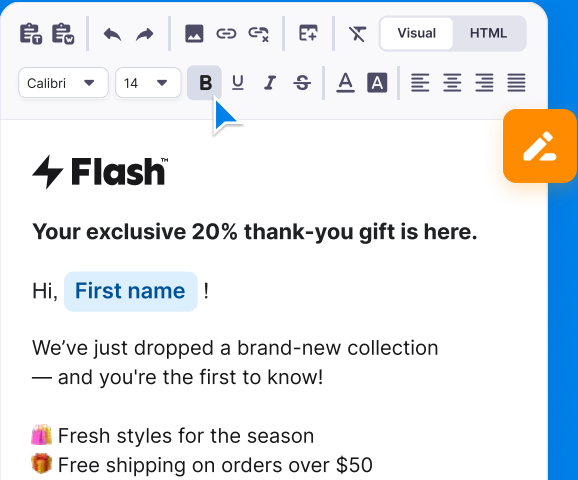 Visual HTML
Calibri 14 B U I S A A
Flash™
Your exclusive 20% thank-you gift is here.
Hi, First name !
We’ve just dropped a brand-new collection
— and you're the first to know!
Fresh styles for the season
Free shipping on orders over $50